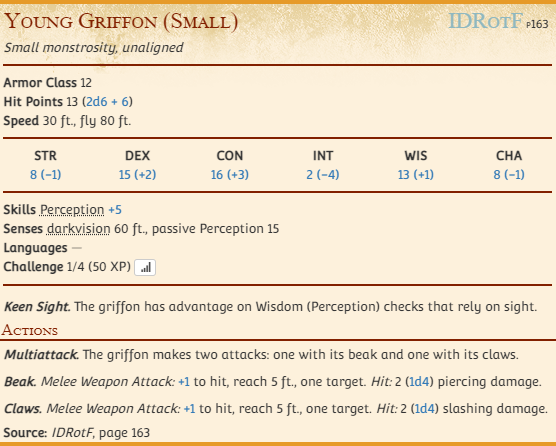 Young Griffon (Small) IDRotF p163
Small monstrosity, unaligned
Armor Class 12
Hit Points 13 (2d6 + 6)
Speed 30 ft., fly 80 ft.
STR DEX CON INT WIS CHA
8 (−1) 15 (+2) 16 (+3) 2 (−4) 13 (+1) 8 (−1)
Skills Perception +5
Senses darkvision 60 ft., passive Perception 15
Languages —
Challenge 1/4 (50 XP)
Keen Sight. The griffon has advantage on Wisdom (Perception) checks that rely on sight.
Actions
Multiattack. The griffon makes two attacks: one with its beak and one with its claws.
Beak. Melee Weapon Attack: +1 to hit, reach 5 ft., one target. Hit: 2 (1d4) piercing damage.
Claws. Melee Weapon Attack: +1 to hit, reach 5 ft., one target. Hit: 2 (1d4) slashing damage.
Source: IDRotF, page 163